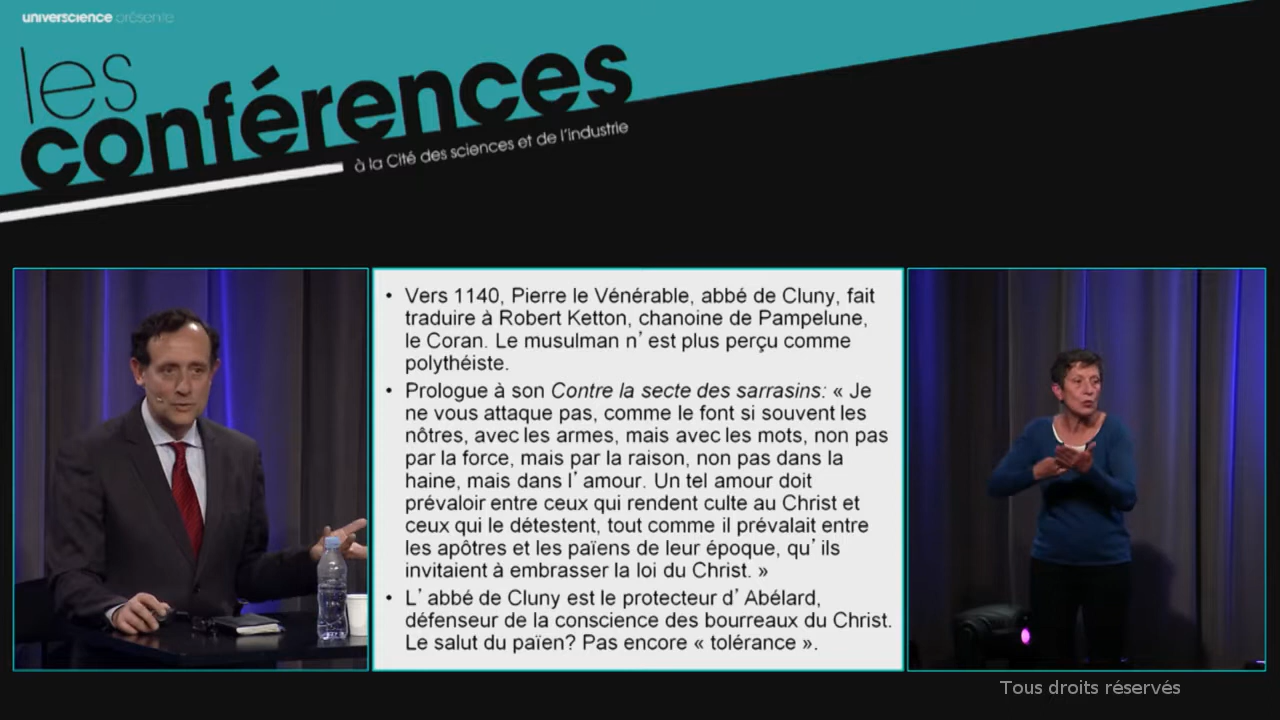 universcience présente
les
conférences
à la Cité des sciences et de l'industrie
• Vers 1140, Pierre le Vénérable, abbé de Cluny, fait
traduire à Robert Ketton, chanoine de Pampelune,
le Coran. Le musulman n’est plus perçu comme
polythéiste.
• Prologue à son Contre la secte des sarrasins: « Je
ne vous attaque pas, comme le font si souvent les
nôtres, avec les armes, mais avec les mots, non pas
par la force, mais par la raison, non pas dans la
haine, mais dans l’amour. Un tel amour doit
prévaloir entre ceux qui rendent culte au Christ et
ceux qui le détestent, tout comme il prévalait entre
les apôtres et les païens de leur époque, qu’ils
invitaient à embrasser la loi du Christ. »
• L’abbé de Cluny est le protecteur d’Abélard,
défenseur de la conscience des bourreaux du Christ.
Le salut du païen? Pas encore « tolérance ».
Tous droits réservés